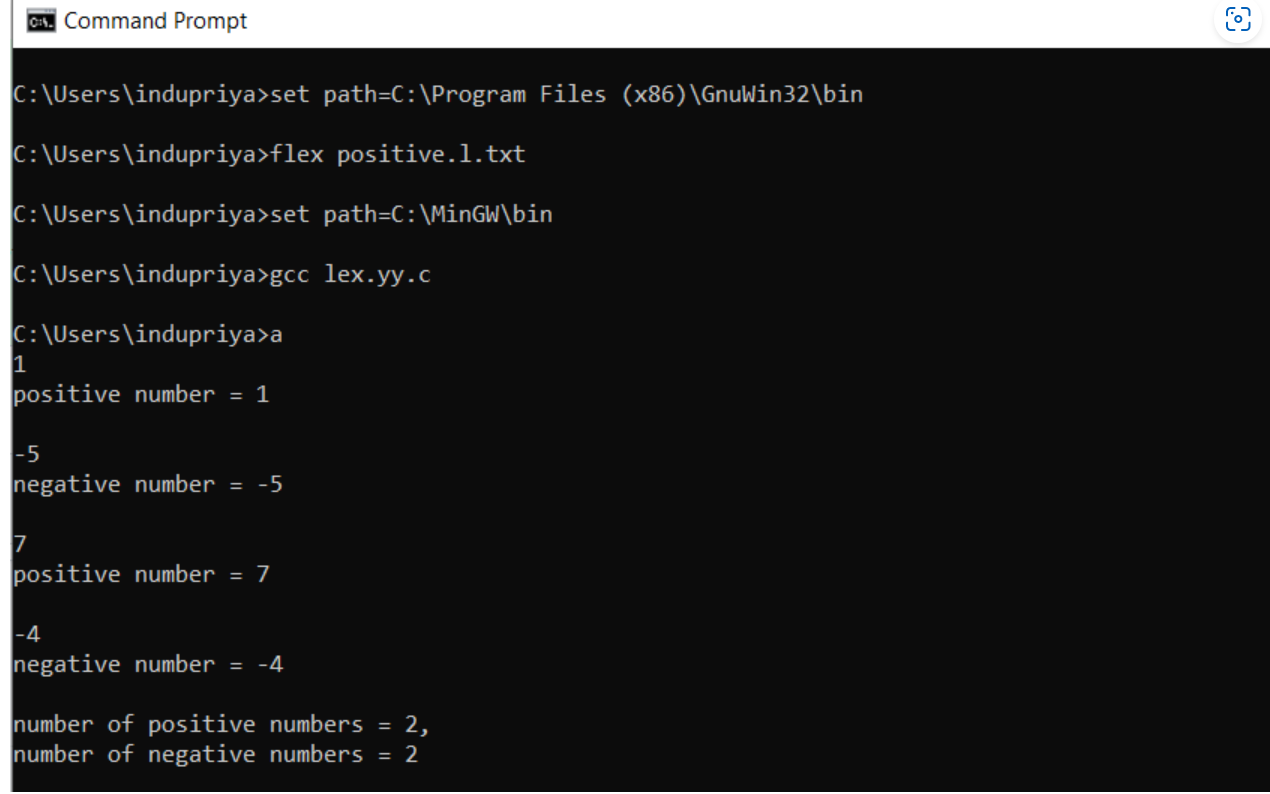 Command Prompt
C:\Users\indupriya>set path=C:\Program Files (x86)\GnuWin32\bin
C:\Users\indupriya>flex positive.l.txt
C:\Users\indupriya>set path=C:\MinGW\bin
C:\Users\indupriya>gcc lex.yy.c
C:\Users\indupriya>a
1
positive number = 1
-5
negative number = -5
7
positive number = 7
-4
negative number = -4
number of positive numbers = 2,
number of negative numbers = 2